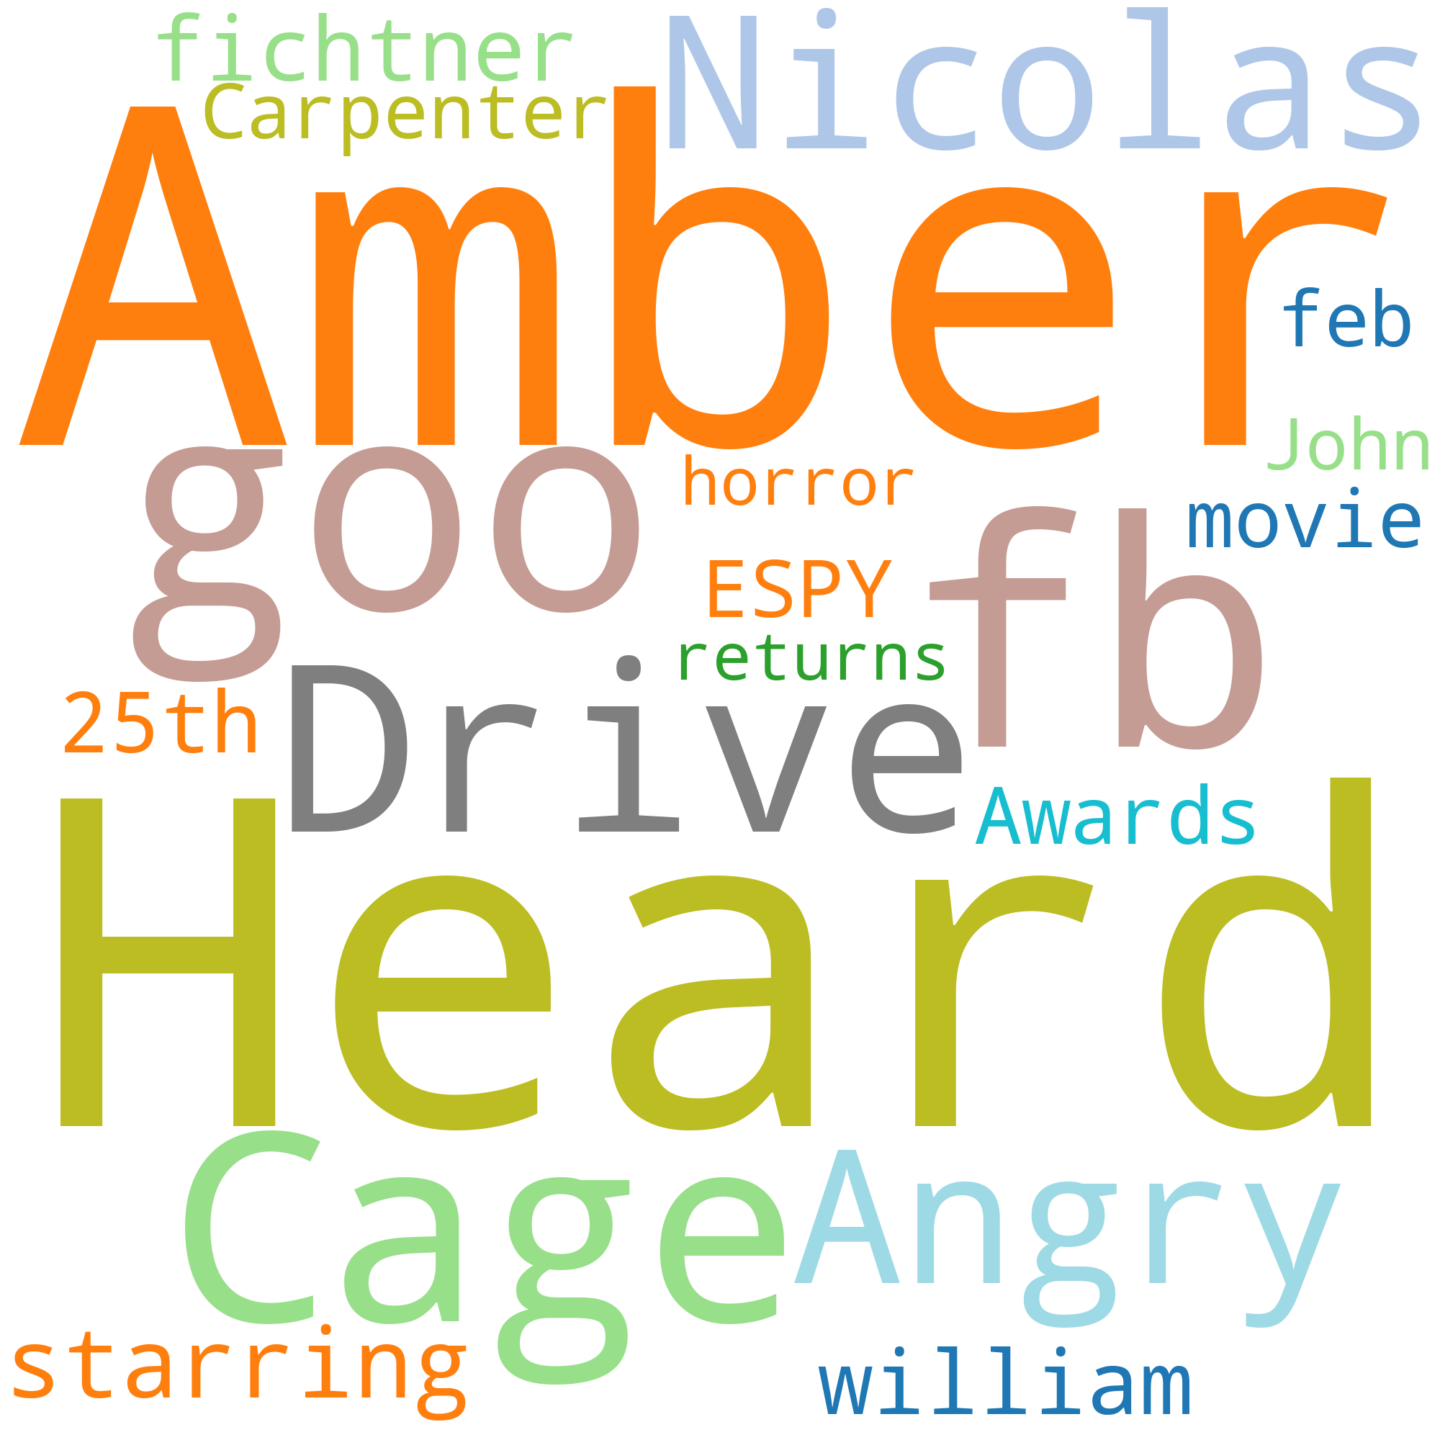 fichtner
Nicolas
Carpenter
Amber
feb
John
goo
horror
movie
fb
ESPY
returns
25th
Drive
Awards
Heard
Cage
Angry
starring
william